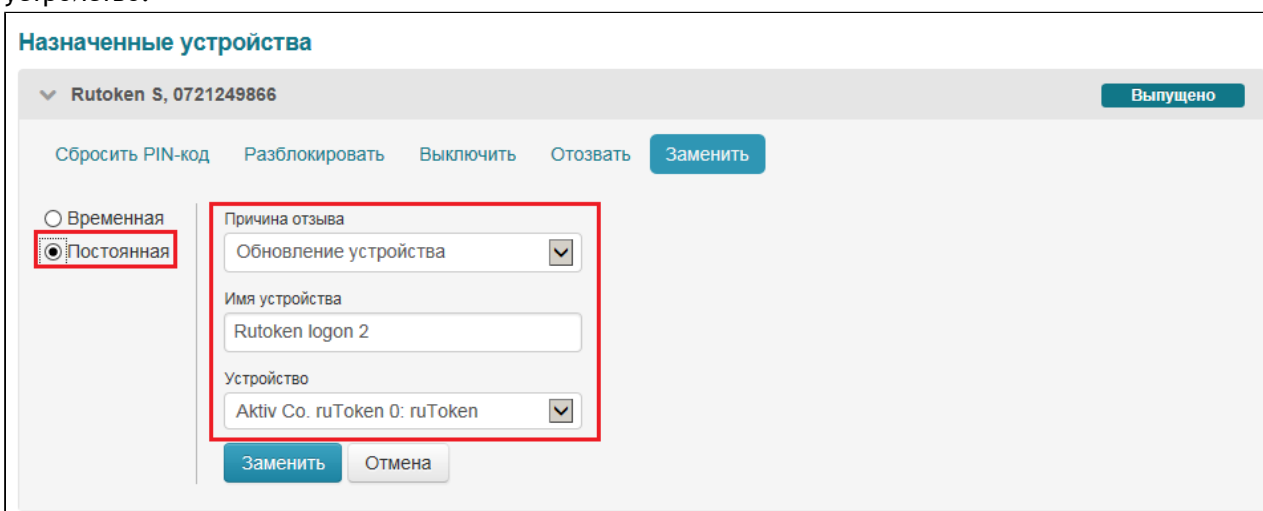 устройство.
Назначенные устройства
Rutoken S, 0721249866 Выпущено
Сбросить PIN-код Разблокировать Выключить Отозвать Заменить
Временная
Постоянная
Причина отзыва
Обновление устройства
Имя устройства
Rutoken logon 2
Устройство
Aktiv Co. ruToken 0: ruToken
Заменить Отмена